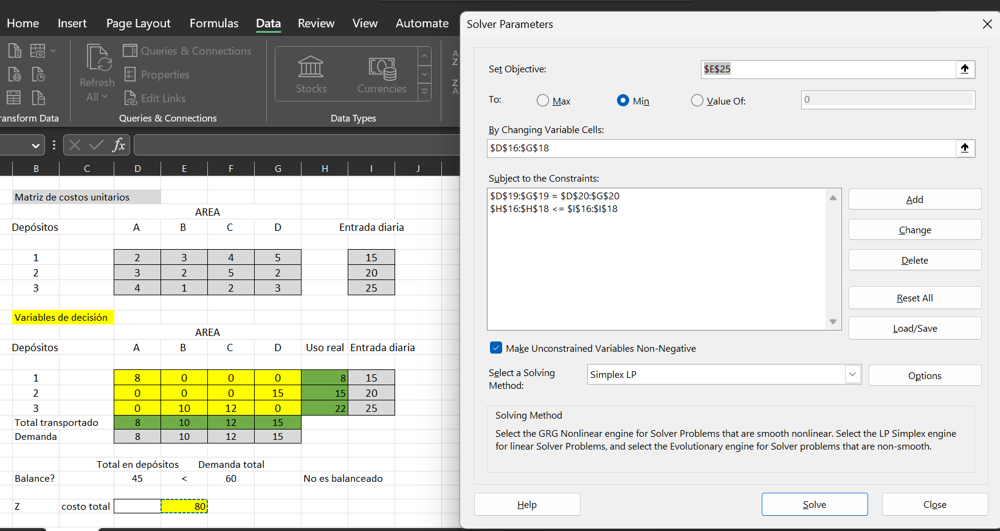 Home Insert Page Layout Formulas Data Review View Automate
Queries & Connections
Properties
Edit Links
Refresh
All
Stocks Currencies
ransform Data Queries & Connections Data Types
fx
B C D E F G H I J
Matriz de costos unitarios
AREA
Depósitos A B C D Entrada diaria
1 2 3 4 5 15
2 3 2 5 2 20
3 4 1 2 3 25
Variables de decisión
AREA
Depósitos A B C D Uso real Entrada diaria
1 8 0 0 0 8 15
2 0 0 0 15 15 20
3 0 10 12 0 22 25
Total transportado 8 10 12 15
Demanda 8 10 12 15
Total en depósitos Demanda total
Balance? 45 < 60 No es balanceado
Z costo total 80
Solver Parameters
Set Objective: $E$25
To: Max Min Value Of: 0
By Changing Variable Cells:
$D$16:$G$18
Subject to the Constraints:
$D$19:$G$19 = $D$20:$G$20
$H$16:$H$18 <= $I$16:$I$18
Add
Change
Delete
Reset All
Load/Save
Make Unconstrained Variables Non-Negative
Select a Solving
Method:
Simplex LP
Options
Solving Method
Select the GRG Nonlinear engine for Solver Problems that are smooth nonlinear. Select the LP Simplex engine
for linear Solver Problems, and select the Evolutionary engine for Solver problems that are non-smooth.
Help Solve Close